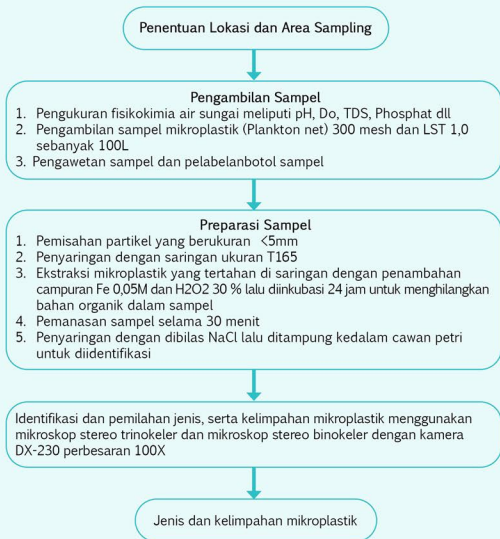 Penentuan Lokasi dan Area Sampling
Pengambilan Sampel
1. Pengukuran fisikokimia air sungai meliputi pH, Do, TDS, Phosphat dll
2. Pengambilan sampel mikroplastik (Plankton net) 300 mesh dan LST 1,0
sebanyak 100L
3. Pengawetan sampel dan pelabelanbotol sampel
Preparasi Sampel
1. Pemisahan partikel yang berukuran <5mm
2. Penyaringan dengan saringan ukuran T165
3. Ekstraksi mikroplastik yang tertahan di saringan dengan penambahan
campuran Fe 0,05M dan H2O2 30 % lalu diinkubasi 24 jam untuk menghilangkan
bahan organik dalam sampel
4. Pemanasan sampel selama 30 menit
5. Penyaringan dengan dibilas NaCl lalu ditampung kedalam cawan petri
untuk diidentifikasi
Identifikasi dan pemilahan jenis, serta kelimpahan mikroplastik menggunakan
mikroskop stereo trinokeler dan mikroskop stereo binokeler dengan kamera
DX-230 perbesaran 100X
Jenis dan kelimpahan mikroplastik